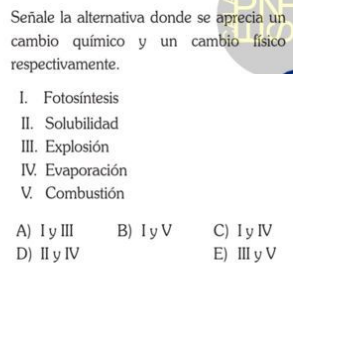 Señale la alternativa donde se aprecia un
cambio químico y un cambio físico
respectivamente.
I. Fotosíntesis
II. Solubilidad
III. Explosión
IV. Evaporación
V. Combustión
A) I y III B) I y V C) I y IV
D) II y IV E) III y V